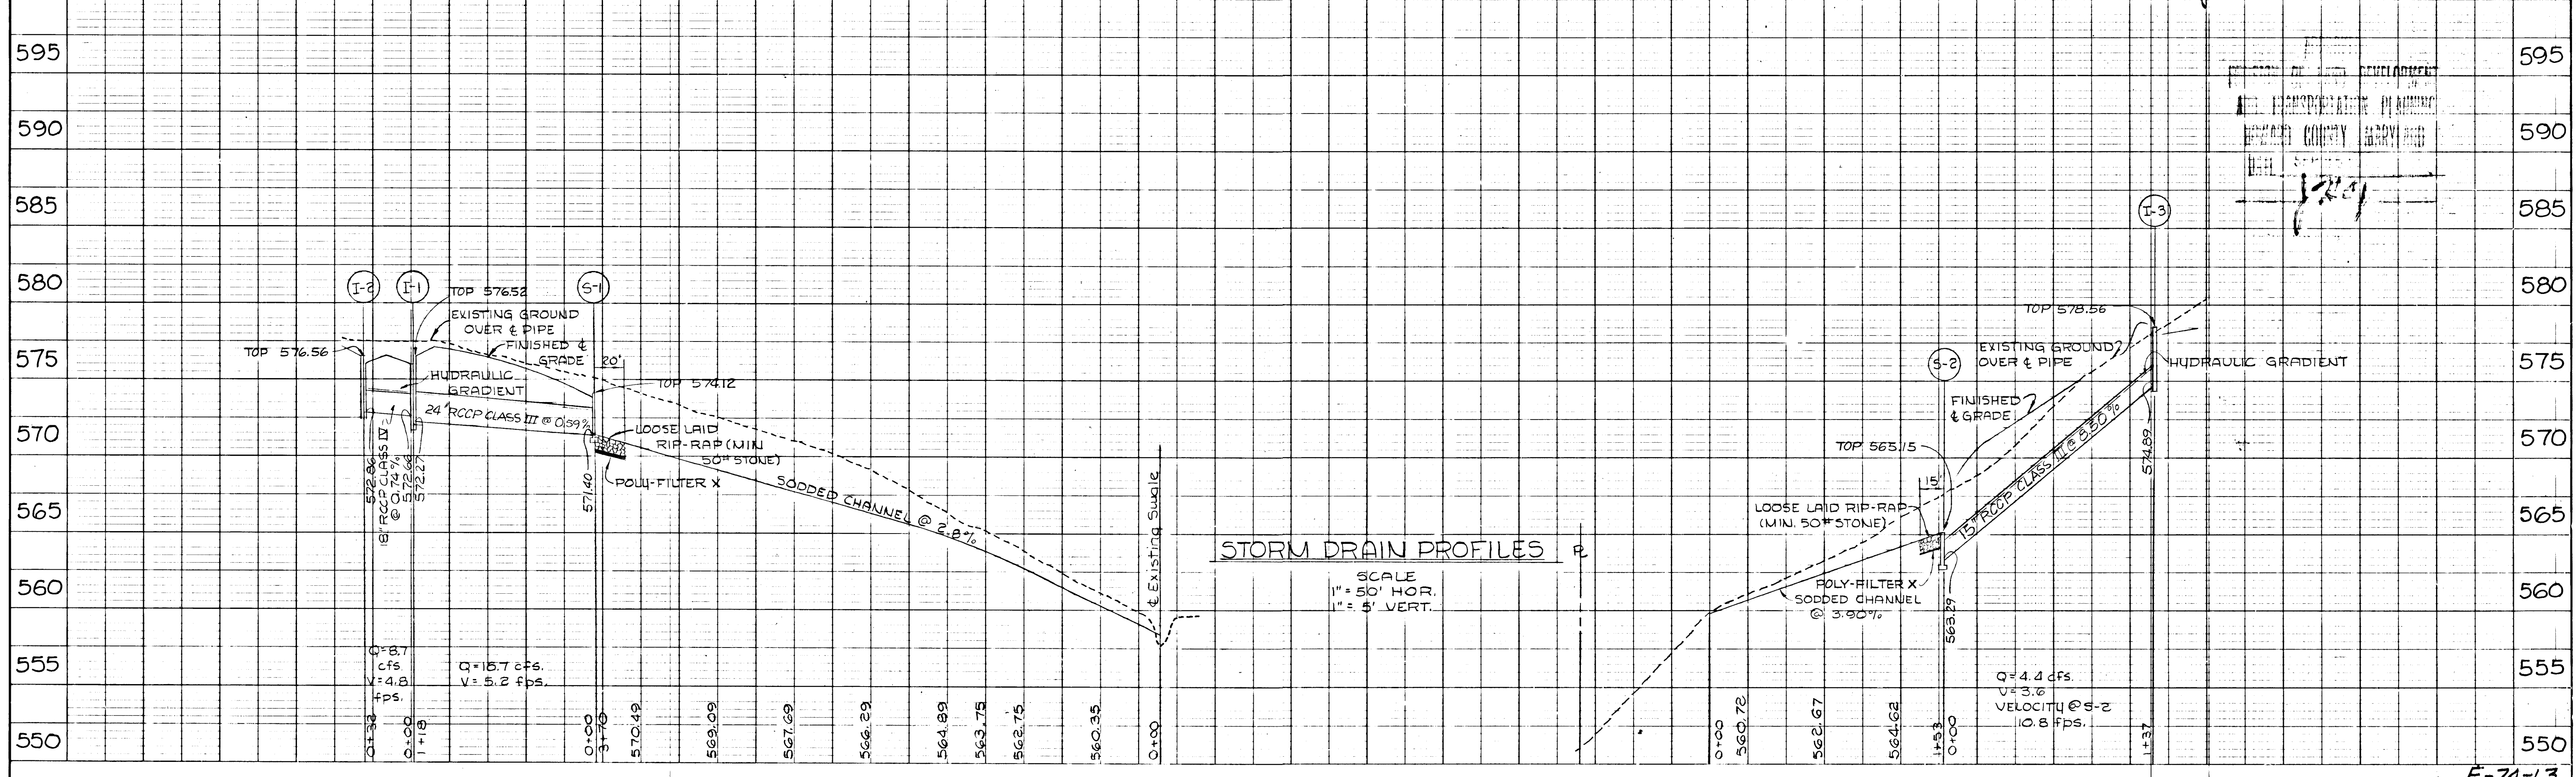 595
590
585
580
575
570
565
560
555
550
I-2
I-1
S-1
TOP 576.52
EXISTING GROUND
OVER ℄ PIPE
FINISHED ℄
GRADE
20'
TOP 576.56
HYDRAULIC
GRADIENT
TOP 574.12
24" RCCP CLASS III @ 0.59%
LOOSE LAID
RIP-RAP (MIN
50# STONE)
POLY-FILTER X
572.86
18" RCCP CLASS IV
@ 0.74%
572.66
572.27
571.40
SODDED CHANNEL @ 2.8%
℄ Existing Swale
Q=8.7
cfs
V=4.8
fps.
V= 5.2 fps.
0+32
0+00
1+18
0+00
3+70
570.49
569.09
567.69
566.29
564.89
563.75
562.75
560.35
0+00
STORM DRAIN PROFILES
SCALE
1" = 50' HOR.
1" = 5' VERT.
I-3
TOP 578.56
S-2
EXISTING GROUND
OVER ℄ PIPE
HYDRAULIC GRADIENT
FINISHED
℄ GRADE
TOP 565.15
15'
LOOSE LAID RIP-RAP
(MIN. 50# STONE)
15" RCCP CLASS III @ 8.50%
574.89
POLY-FILTER X
SODDED CHANNEL
@ 3.90%
563.29
Q=4.4 cfs.
V=3.6
VELOCITY @ S-2
10.8 fps.
0+00
560.72
562.67
564.62
1+53
0+00
1+37
595
590
585
580
575
570
565
560
555
550
DEVELOPMENT
TRANSPORTATION PLANNING
HOWARD COUNTY MARYLAND